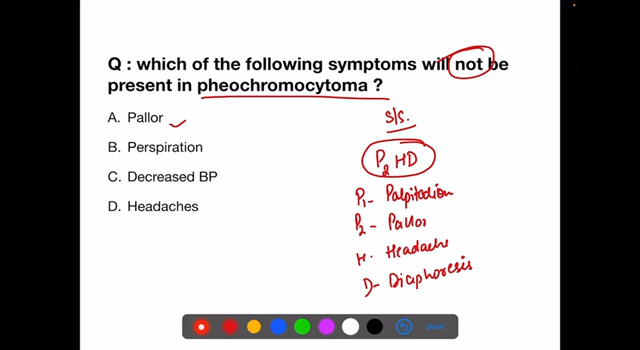 Q : which of the following symptoms will not be
present in pheochromocytoma ?
A. Pallor
B. Perspiration
C. Decreased BP
D. Headaches
S/S.
P2 HD
P1- Palpitation
P2- Pallor
H. Headache
D- Diaphoresis
Done